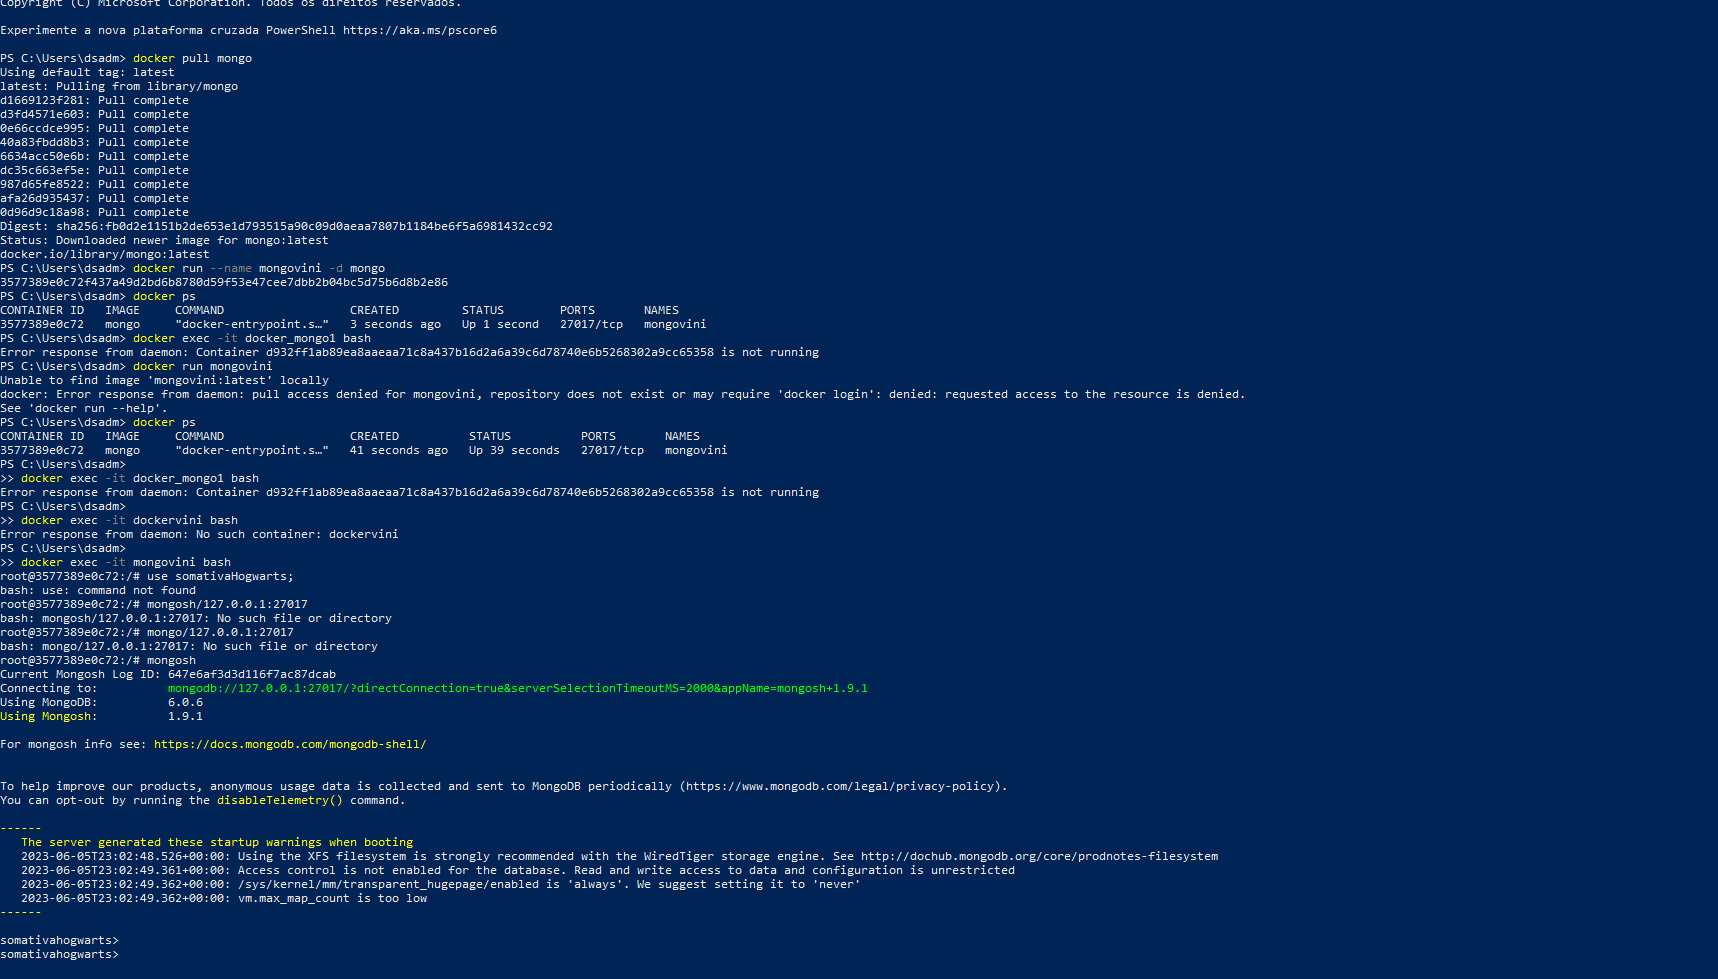 Copyright (C) Microsoft Corporation. Todos os direitos reservados.
Experimente a nova plataforma cruzada PowerShell https://aka.ms/pscore6
PS C:\Users\dsadm> docker pull mongo
Using default tag: latest
latest: Pulling from library/mongo
d1669123f281: Pull complete
d3fd4571e603: Pull complete
0e66ccdce995: Pull complete
40a83fbdd8b3: Pull complete
6634acc50e6b: Pull complete
dc35c663ef5e: Pull complete
987d65fe8522: Pull complete
afa26d935437: Pull complete
0d96d9c18a98: Pull complete
Digest: sha256:fb0d2e1151b2de653e1d793515a90c09d0aeaa7807b1184be6f5a6981432cc92
Status: Downloaded newer image for mongo:latest
docker.io/library/mongo:latest
PS C:\Users\dsadm> docker run --name mongovini -d mongo
3577389e0c72f437a49d2bd6b8780d59f53e47cee7dbb2b04bc5d75b6d8b2e86
PS C:\Users\dsadm> docker ps
CONTAINER ID   IMAGE     COMMAND                  CREATED         STATUS        PORTS       NAMES
3577389e0c72   mongo     "docker-entrypoint.s…"   3 seconds ago   Up 1 second   27017/tcp   mongovini
PS C:\Users\dsadm> docker exec -it docker_mongo1 bash
Error response from daemon: Container d932ff1ab89ea8aaeaa71c8a437b16d2a6a39c6d78740e6b5268302a9cc65358 is not running
PS C:\Users\dsadm> docker run mongovini
Unable to find image 'mongovini:latest' locally
docker: Error response from daemon: pull access denied for mongovini, repository does not exist or may require 'docker login': denied: requested access to the resource is denied.
See 'docker run --help'.
PS C:\Users\dsadm> docker ps
CONTAINER ID   IMAGE     COMMAND                  CREATED          STATUS          PORTS       NAMES
3577389e0c72   mongo     "docker-entrypoint.s…"   41 seconds ago   Up 39 seconds   27017/tcp   mongovini
PS C:\Users\dsadm>
>> docker exec -it docker_mongo1 bash
Error response from daemon: Container d932ff1ab89ea8aaeaa71c8a437b16d2a6a39c6d78740e6b5268302a9cc65358 is not running
PS C:\Users\dsadm>
>> docker exec -it dockervini bash
Error response from daemon: No such container: dockervini
PS C:\Users\dsadm>
>> docker exec -it mongovini bash
root@3577389e0c72:/# use somativaHogwarts;
bash: use: command not found
root@3577389e0c72:/# mongosh/127.0.0.1:27017
bash: mongosh/127.0.0.1:27017: No such file or directory
root@3577389e0c72:/# mongo/127.0.0.1:27017
bash: mongo/127.0.0.1:27017: No such file or directory
root@3577389e0c72:/# mongosh
Current Mongosh Log ID: 647e6af3d3d116f7ac87dcab
Connecting to:          mongodb://127.0.0.1:27017/?directConnection=true&serverSelectionTimeoutMS=2000&appName=mongosh+1.9.1
Using MongoDB:          6.0.6
Using Mongosh:          1.9.1
For mongosh info see: https://docs.mongodb.com/mongodb-shell/
To help improve our products, anonymous usage data is collected and sent to MongoDB periodically (https://www.mongodb.com/legal/privacy-policy).
You can opt-out by running the disableTelemetry() command.
------
The server generated these startup warnings when booting
2023-06-05T23:02:48.526+00:00: Using the XFS filesystem is strongly recommended with the WiredTiger storage engine. See http://dochub.mongodb.org/core/prodnotes-filesystem
2023-06-05T23:02:49.361+00:00: Access control is not enabled for the database. Read and write access to data and configuration is unrestricted
2023-06-05T23:02:49.362+00:00: /sys/kernel/mm/transparent_hugepage/enabled is 'always'. We suggest setting it to 'never'
2023-06-05T23:02:49.362+00:00: vm.max_map_count is too low
------
somativahogwarts>
somativahogwarts>